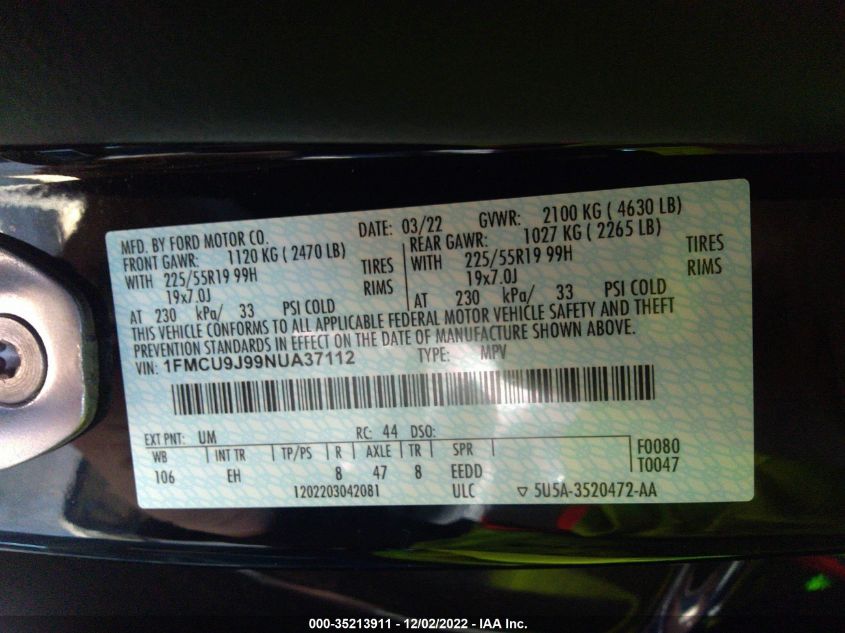 MFD. BY FORD MOTOR CO.
DATE: 03/22 GVWR: 2100 KG ( 4630 LB)
FRONT GAWR: 1120 KG ( 2470 LB)
WITH 225/55R19 99H TIRES
19x7.0J RIMS
AT 230 kPa/ 33 PSI COLD
REAR GAWR: 1027 KG ( 2265 LB)
WITH 225/55R19 99H TIRES
19x7.0J RIMS
AT 230 kPa/ 33 PSI COLD
THIS VEHICLE CONFORMS TO ALL APPLICABLE FEDERAL MOTOR VEHICLE SAFETY AND THEFT
PREVENTION STANDARDS IN EFFECT ON THE DATE OF MANUFACTURE SHOWN ABOVE.
VIN: 1FMCU9J99NUA37112 TYPE: MPV
EXT PNT: UM RC: 44 DSO:
WB INT TR TP/PS R AXLE TR SPR
106 EH 8 47 8 EEDD
F0080
T0047
1202203042081 ULC ▽ 5U5A-3520472-AA
000-35213911 - 12/02/2022 - IAA Inc.